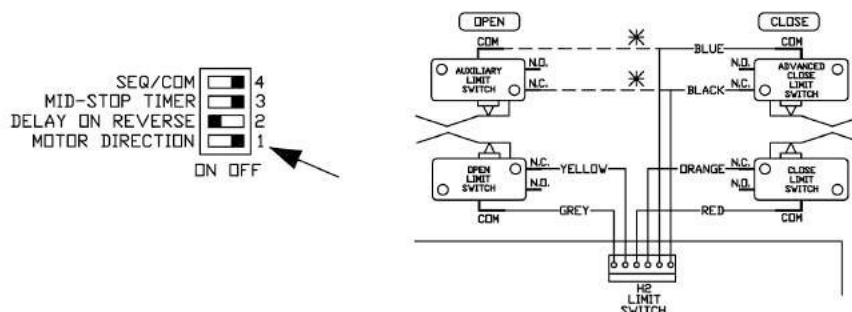 SEQ/COM 4
MID-STOP TIMER 3
DELAY ON REVERSE 2
MOTOR DIRECTION 1
ON OFF
OPEN
CLOSE
COM
COM
BLUE
N.O.
N.O.
AUXILIARY
LIMIT
SWITCH
ADVANCED
CLOSE LIMIT
SWITCH
N.C.
BLACK
N.C.
N.C.
YELLOW
ORANGE
N.C.
OPEN
LIMIT
SWITCH
CLOSE
LIMIT
SWITCH
N.O.
N.O.
COM
GREY
RED
COM
H2
LIMIT
SWITCH